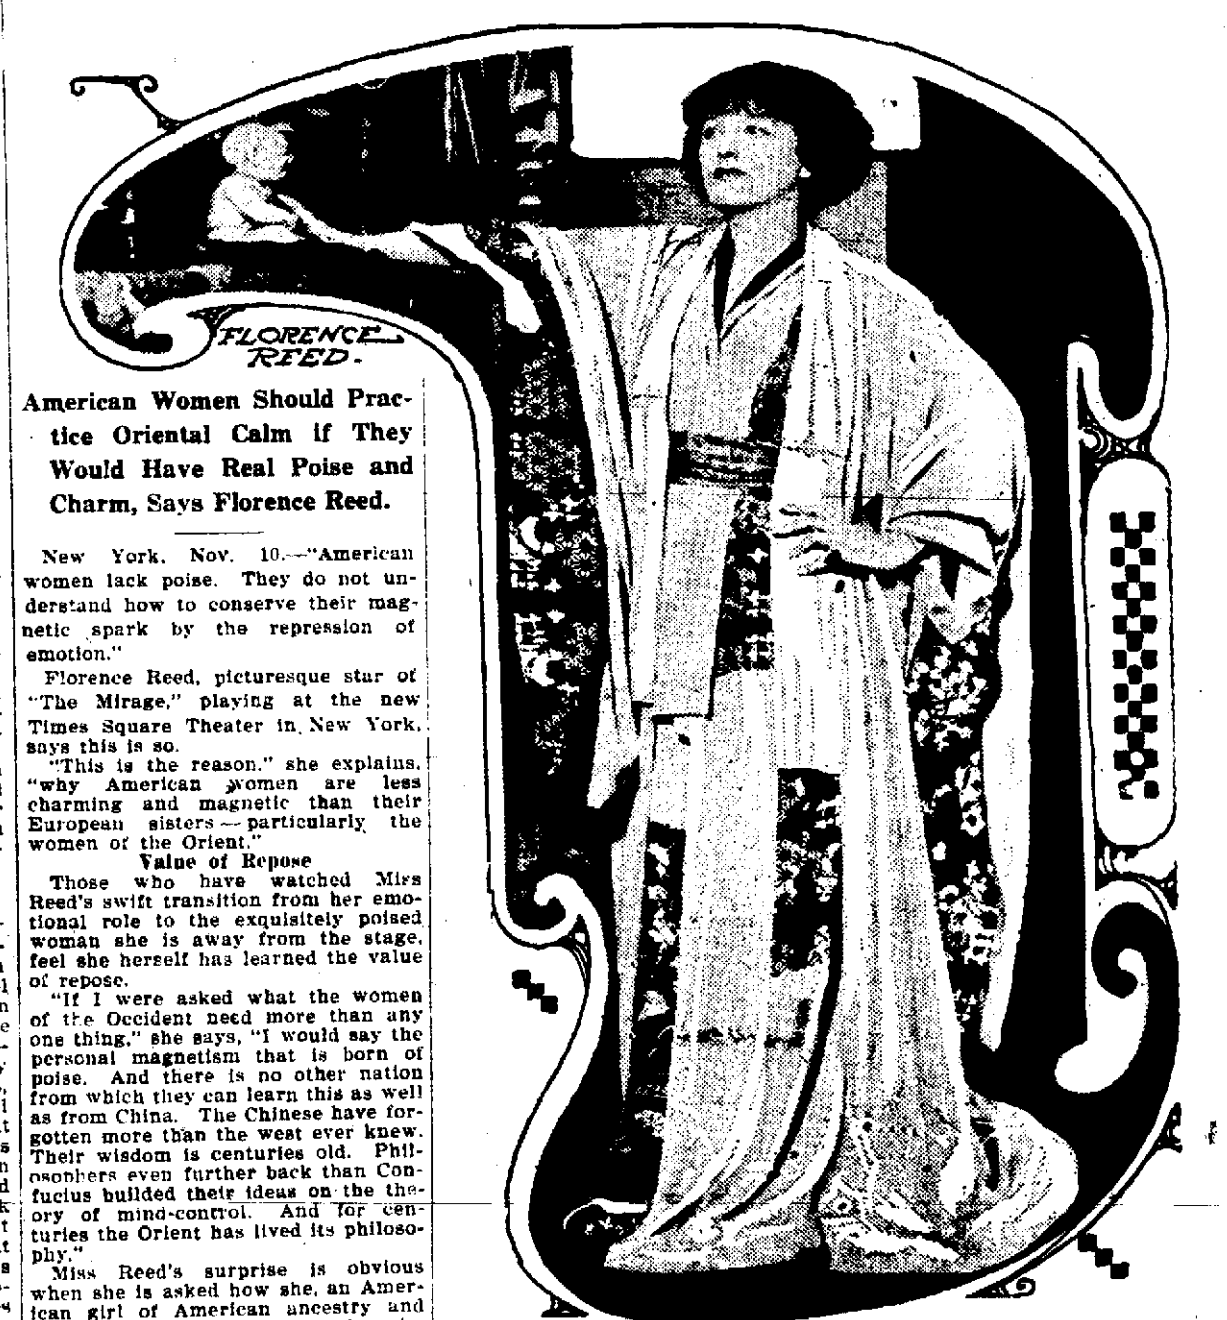 FLORENCE
REED.
American Women Should Prac-
tice Oriental Calm if They
Would Have Real Poise and
Charm, Says Florence Reed.
New York, Nov. 10.—"American
women lack poise. They do not un-
derstand how to conserve their mag-
netic spark by the repression of
emotion."
Florence Reed, picturesque star of
"The Mirage," playing at the new
Times Square Theater in New York,
says this is so.
"This is the reason," she explains,
"why American women are less
charming and magnetic than their
European sisters—particularly the
women of the Orient."
Value of Repose
Those who have watched Miss
Reed's swift transition from her emo-
tional role to the exquisitely poised
woman she is away from the stage,
feel she herself has learned the value
of repose.
"If I were asked what the women
of the Occident need more than any
one thing," she says, "I would say the
personal magnetism that is born of
poise. And there is no other nation
from which they can learn this as well
as from China. The Chinese have for-
gotten more than the west ever knew.
Their wisdom is centuries old. Phil-
osophers even further back than Con-
fucius builded their ideas on the the-
ory of mind-control. And for cen-
turies the Orient has lived its philoso-
phy."
Miss Reed's surprise is obvious
when she is asked how she, an Amer-
ican girl of American ancestry and